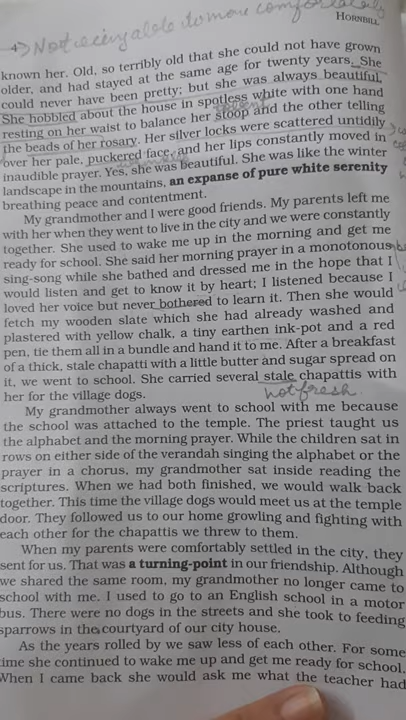 HORNBILL
Not being able to move comfortably
known her. Old, so terribly old that she could not have grown
older, and had stayed at the same age for twenty years. She
could never have been pretty; but she was always beautiful.
She hobbled about the house in spotless white with one hand
resting on her waist to balance her stoop and the other telling
the beads of her rosary. Her silver locks were scattered untidily
over her pale, puckered face, and her lips constantly moved in
inaudible prayer. Yes, she was beautiful. She was like the winter
landscape in the mountains, an expanse of pure white serenity
breathing peace and contentment.
My grandmother and I were good friends. My parents left me
with her when they went to live in the city and we were constantly
together. She used to wake me up in the morning and get me
ready for school. She said her morning prayer in a monotonous
sing-song while she bathed and dressed me in the hope that I
would listen and get to know it by heart; I listened because I
loved her voice but never bothered to learn it. Then she would
fetch my wooden slate which she had already washed and
plastered with yellow chalk, a tiny earthen ink-pot and a red
pen, tie them all in a bundle and hand it to me. After a breakfast
of a thick, stale chapatti with a little butter and sugar spread on
it, we went to school. She carried several stale chapattis with
her for the village dogs.
not fresh
My grandmother always went to school with me because
the school was attached to the temple. The priest taught us
the alphabet and the morning prayer. While the children sat in
rows on either side of the verandah singing the alphabet or the
prayer in a chorus, my grandmother sat inside reading the
scriptures. When we had both finished, we would walk back
together. This time the village dogs would meet us at the temple
door. They followed us to our home growling and fighting with
each other for the chapattis we threw to them.
When my parents were comfortably settled in the city, they
sent for us. That was a turning-point in our friendship. Although
we shared the same room, my grandmother no longer came to
school with me. I used to go to an English school in a motor
bus. There were no dogs in the streets and she took to feeding
sparrows in the courtyard of our city house.
As the years rolled by we saw less of each other. For some
time she continued to wake me up and get me ready for school.
When I came back she would ask me what the teacher had